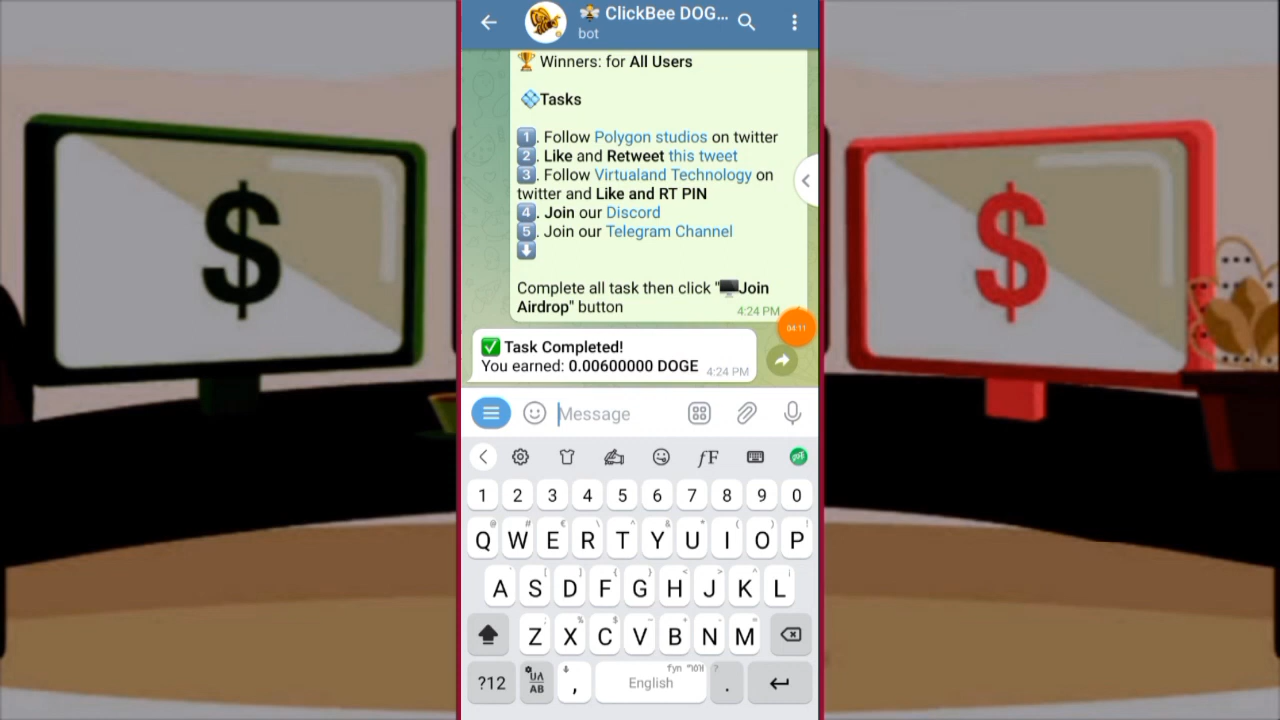 $
$
🐝 ClickBee DOG...
bot
🏆 Winners: for All Users
💠Tasks
1️⃣. Follow Polygon studios on twitter
2️⃣. Like and Retweet this tweet
3️⃣. Follow Virtualand Technology on
twitter and Like and RT PIN
4️⃣. Join our Discord
5️⃣. Join our Telegram Channel
⬇️
Complete all task then click "🖥Join
Airdrop" button
4:24 PM
04:11
✅ Task Completed!
You earned: 0.00600000 DOGE 4:24 PM
Message
fF
1 2 3 4 5 6 7 8 9 0
Q W E R T Y U I O P
A S D F G H J K L
Z X C V B N M
?12 , English .